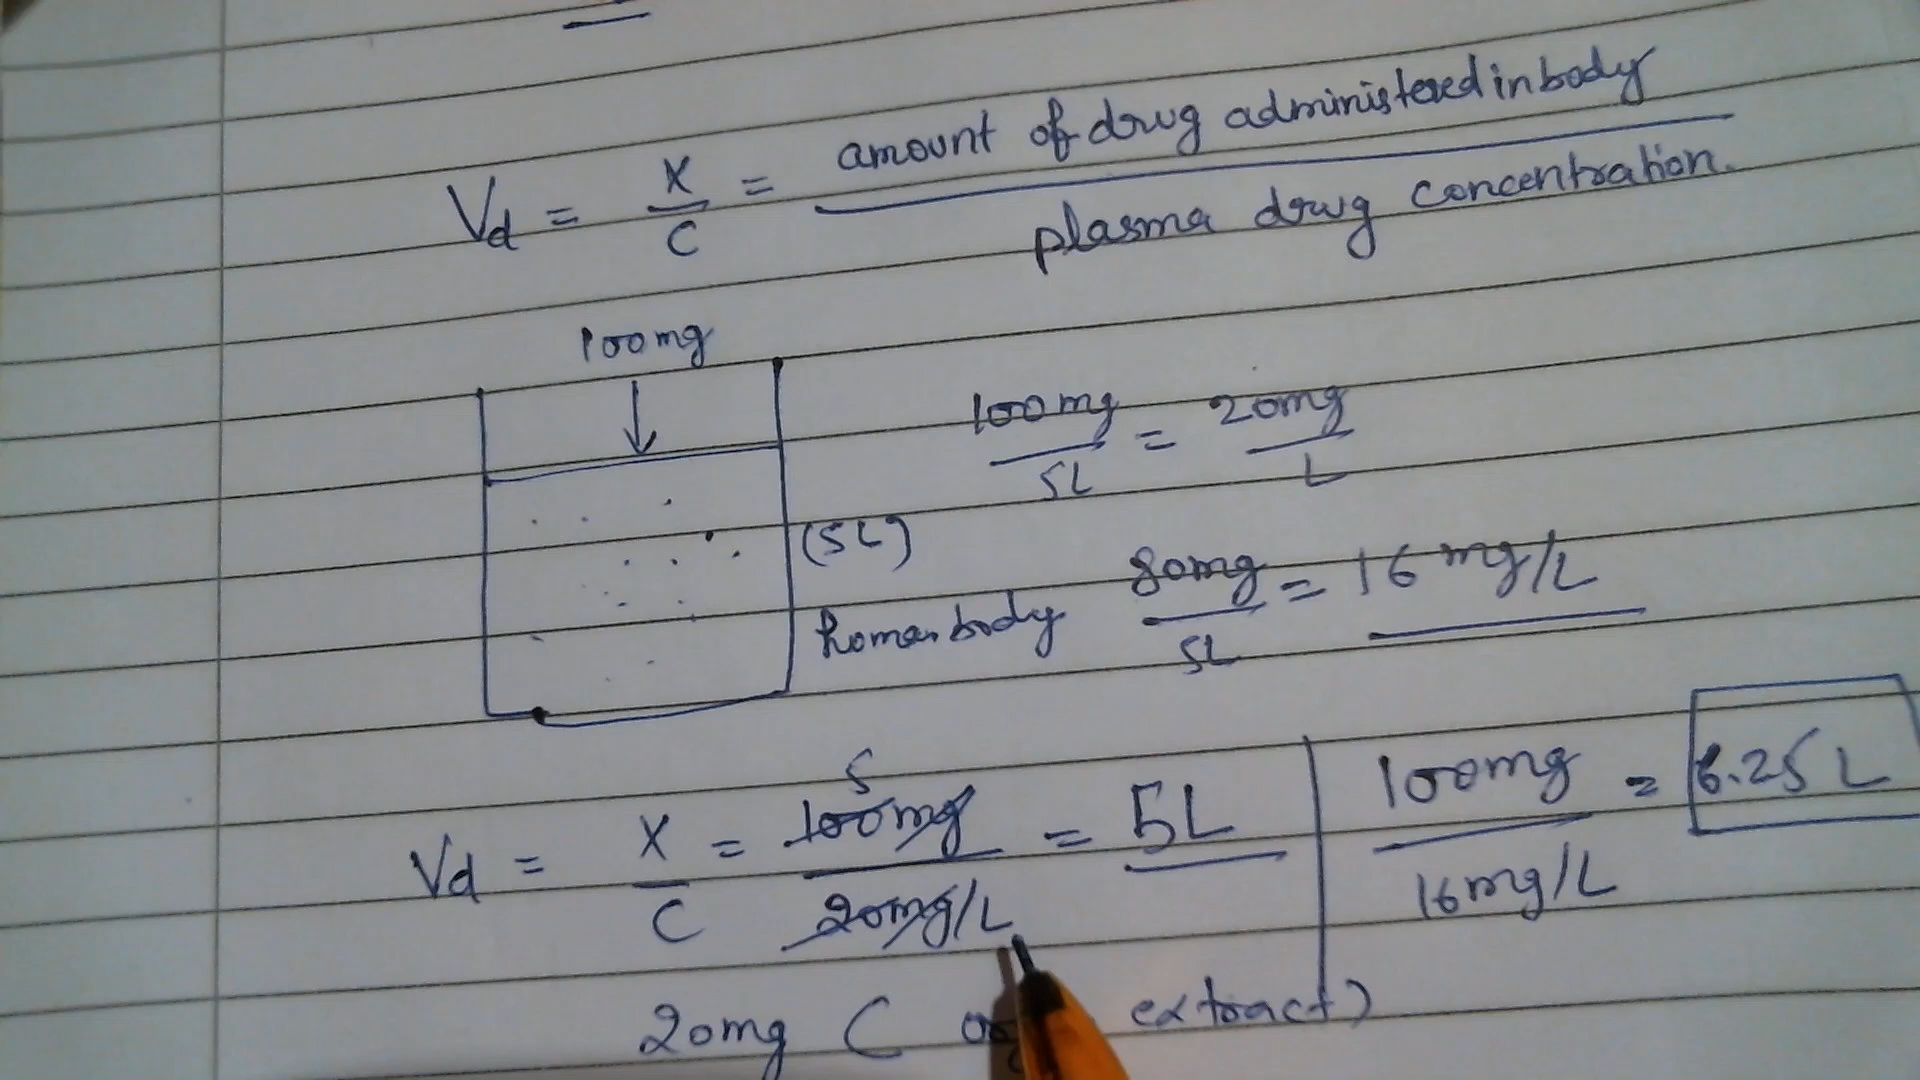 Vd = X/C = amount of drug administered in body / plasma drug concentration.
100mg
100mg/5L = 20mg/L
(5L)
80mg/5L = 16 mg/L
body
Vd = X/C = 100mg/20mg/L = 5L
5
100mg/16mg/L = 6.25 L
20mg ( extract)